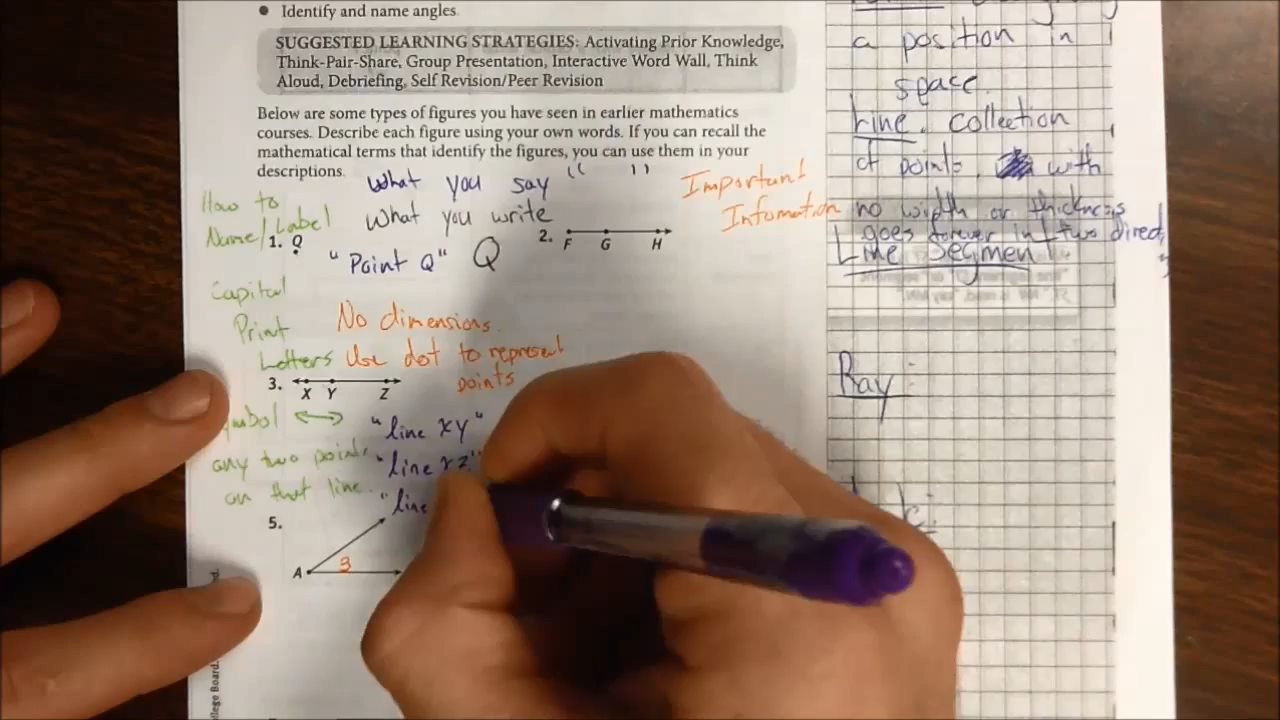 • Identify and name angles.
SUGGESTED LEARNING STRATEGIES: Activating Prior Knowledge,
Think-Pair-Share, Group Presentation, Interactive Word Wall, Think
Aloud, Debriefing, Self Revision/Peer Revision
Below are some types of figures you have seen in earlier mathematics
courses. Describe each figure using your own words. If you can recall the
mathematical terms that identify the figures, you can use them in your
descriptions.
What you say " "
What you write
How to
Name/Label
1. Q
"Point Q" Q
2. F G H
Important
Infomation
Capital
Print
Letters
No dimensions.
Use dot to represent
points
3. X Y Z
"line XY"
"line XZ"
"line
any two points
on that line.
5.
A 3
a position in
space.
Line. collection
of points. with
no width or thickness
goes forever in two direc
Line Segment
Ray:
College Board.